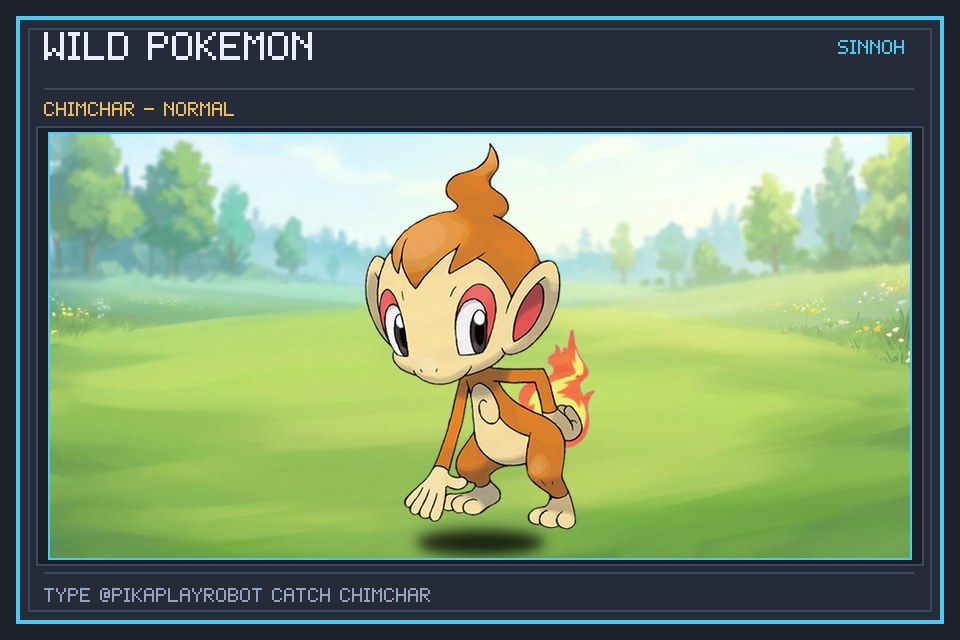 WILD POKEMON
SINNOH
CHIMCHAR - NORMAL
TYPE @PIKAPLAYROBOT CATCH CHIMCHAR